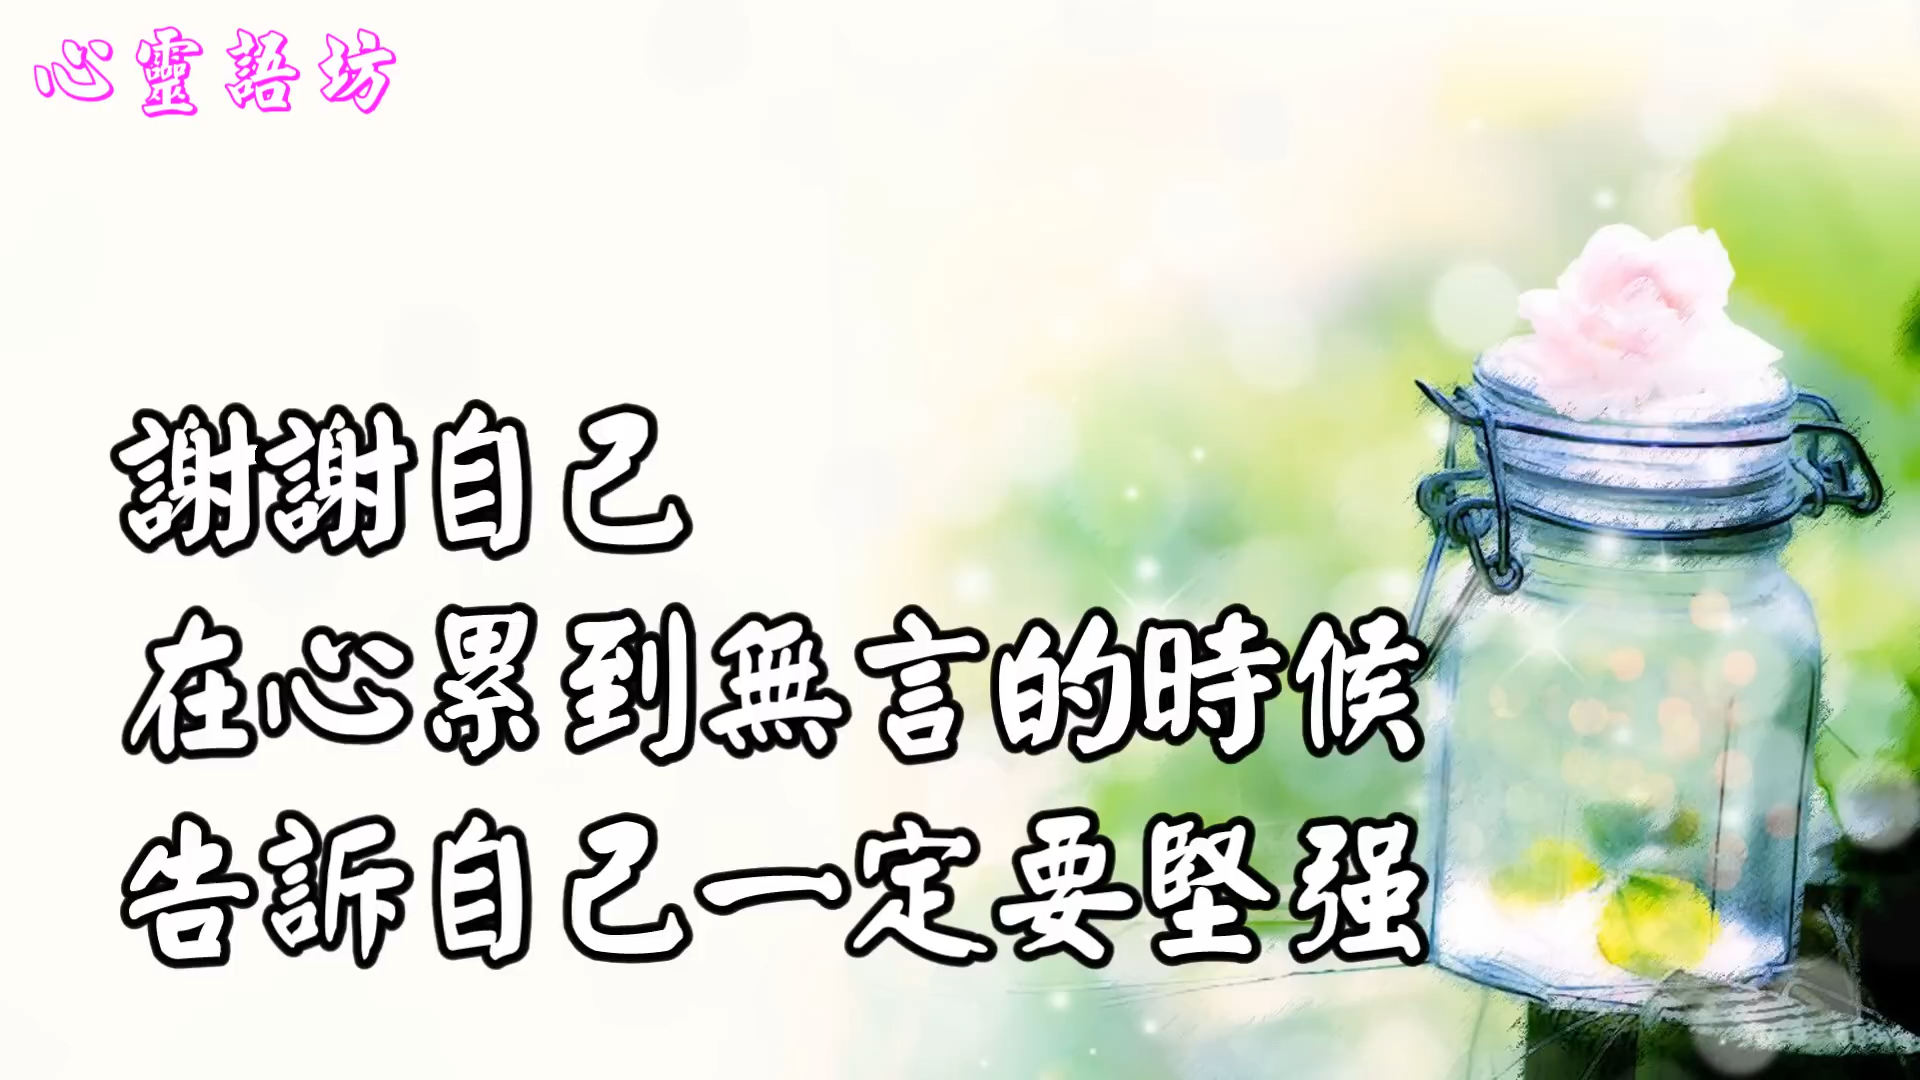 心靈語坊
謝謝自己
在心累到無言的時候
告訴自己一定要堅强